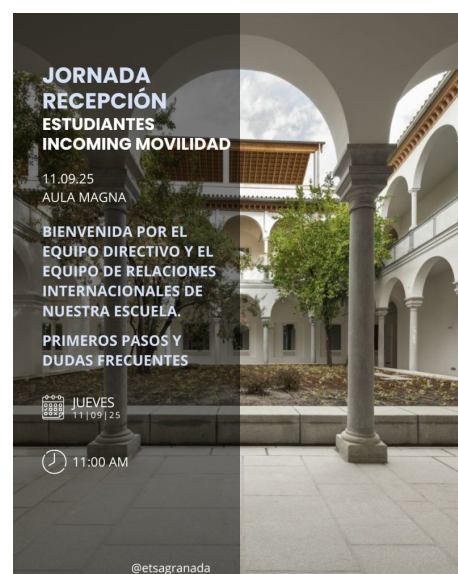 JORNADA
RECEPCIÓN
ESTUDIANTES
INCOMING MOVILIDAD
11.09.25
AULA MAGNA
BIENVENIDA POR EL
EQUIPO DIRECTIVO Y EL
EQUIPO DE RELACIONES
INTERNACIONALES DE
NUESTRA ESCUELA.
PRIMEROS PASOS Y
DUDAS FRECUENTES
JUEVES
11|09|25
11:00 AM
@etsagranada